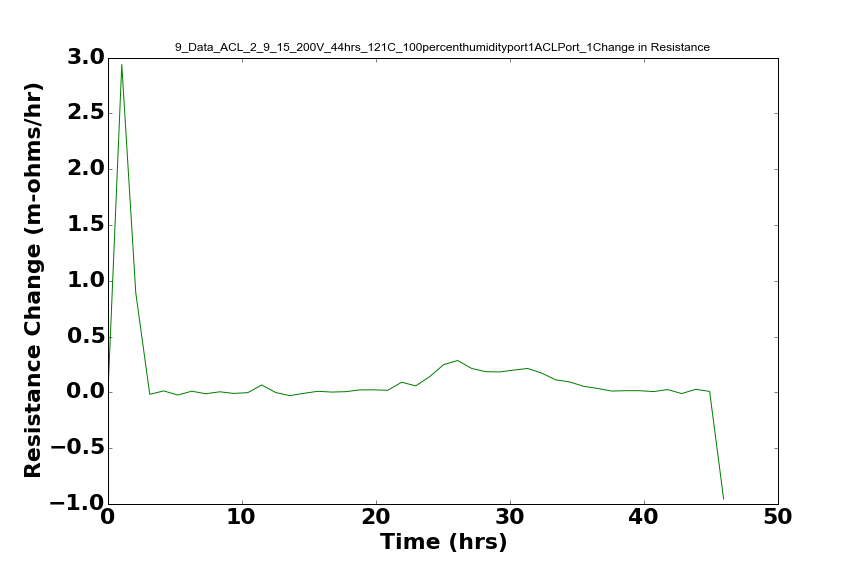 9_Data_ACL_2_9_15_200V_44hrs_121C_100percenthumidityport1ACLPort_1Change in Resistance
3.0
2.5
2.0
1.5
1.0
0.5
0.0
−0.5
−1.0
Resistance Change (m-ohms/hr)
0 10 20 30 40 50
Time (hrs)